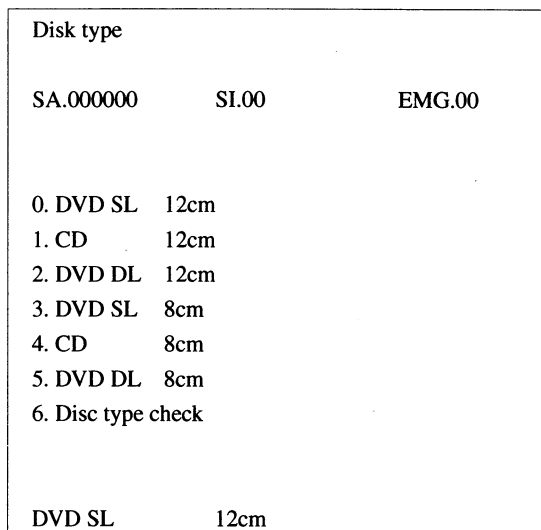 Disk type
SA.000000 SI.00 EMG.00
0. DVD SL 12cm
1. CD 12cm
2. DVD DL 12cm
3. DVD SL 8cm
4. CD 8cm
5. DVD DL 8cm
6. Disc type check
DVD SL 12cm